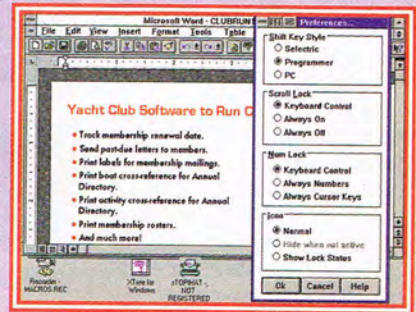 Microsoft Word - CLUBRUN
File Edit View Insert Format Tools Table
Yacht Club Software to Run C
Track membership renewal date.
Send past-due letters to members.
Print labels for membership mailings.
Print boat cross-reference for Annual
Directory.
Print activity cross-reference for Annual
Directory.
Print membership rosters.
And much more!
Recorder -
MACROS.REC
XTree for
Windows
NOT
REGISTERED
Preferences...
Shift Key Style
Selectric
Programmer
PC
Scroll Lock
Keyboard Control
Always On
Always Off
Num Lock
Keyboard Control
Always Numbers
Always Cursor Keys
Icon
Normal
Hide when not active
Show Lock Status
Ok Cancel Help